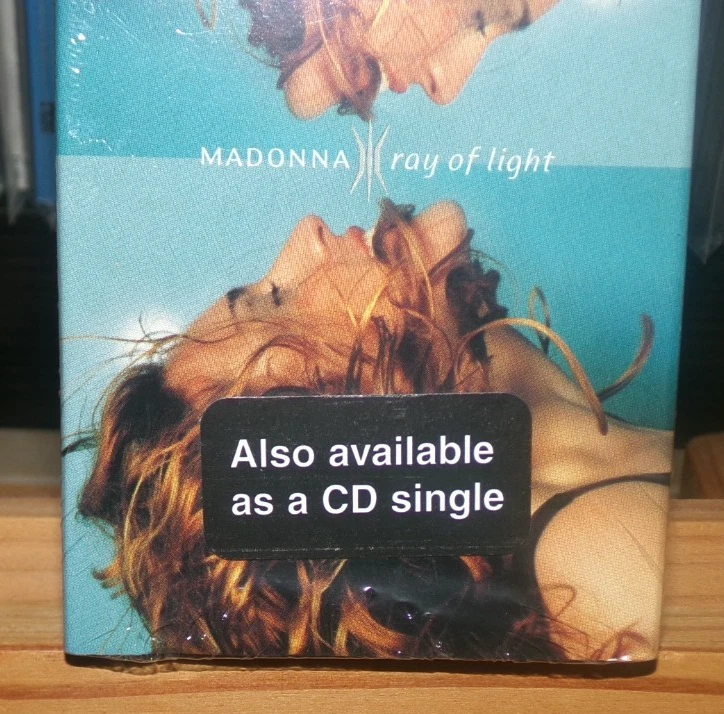 MADONNA ray of light
Also available
as a CD single